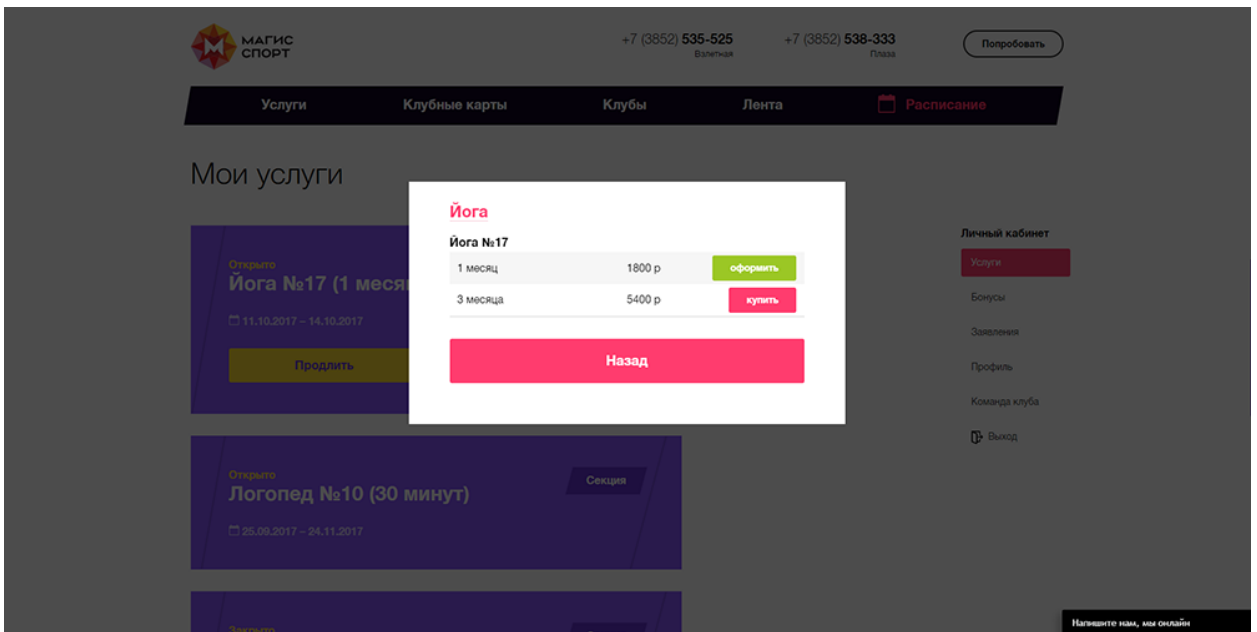 МАГИС
СПОРТ
+7 (3852) 535-525
Взлетная
+7 (3852) 538-333
Плаза
Попробовать
Услуги
Клубные карты
Клубы
Лента
Расписание
Мои услуги
Йога
Йога №17
1 месяц 1800 р оформить
3 месяца 5400 р купить
Назад
Открыто
Йога №17 (1 меся
11.10.2017 – 14.10.2017
Продлить
Открыто
Логопед №10 (30 минут)
Секция
25.09.2017 – 24.11.2017
Закрыто
Личный кабинет
Услуги
Бонусы
Заявления
Профиль
Команда клуба
Выход
Напишите нам, мы онлайн